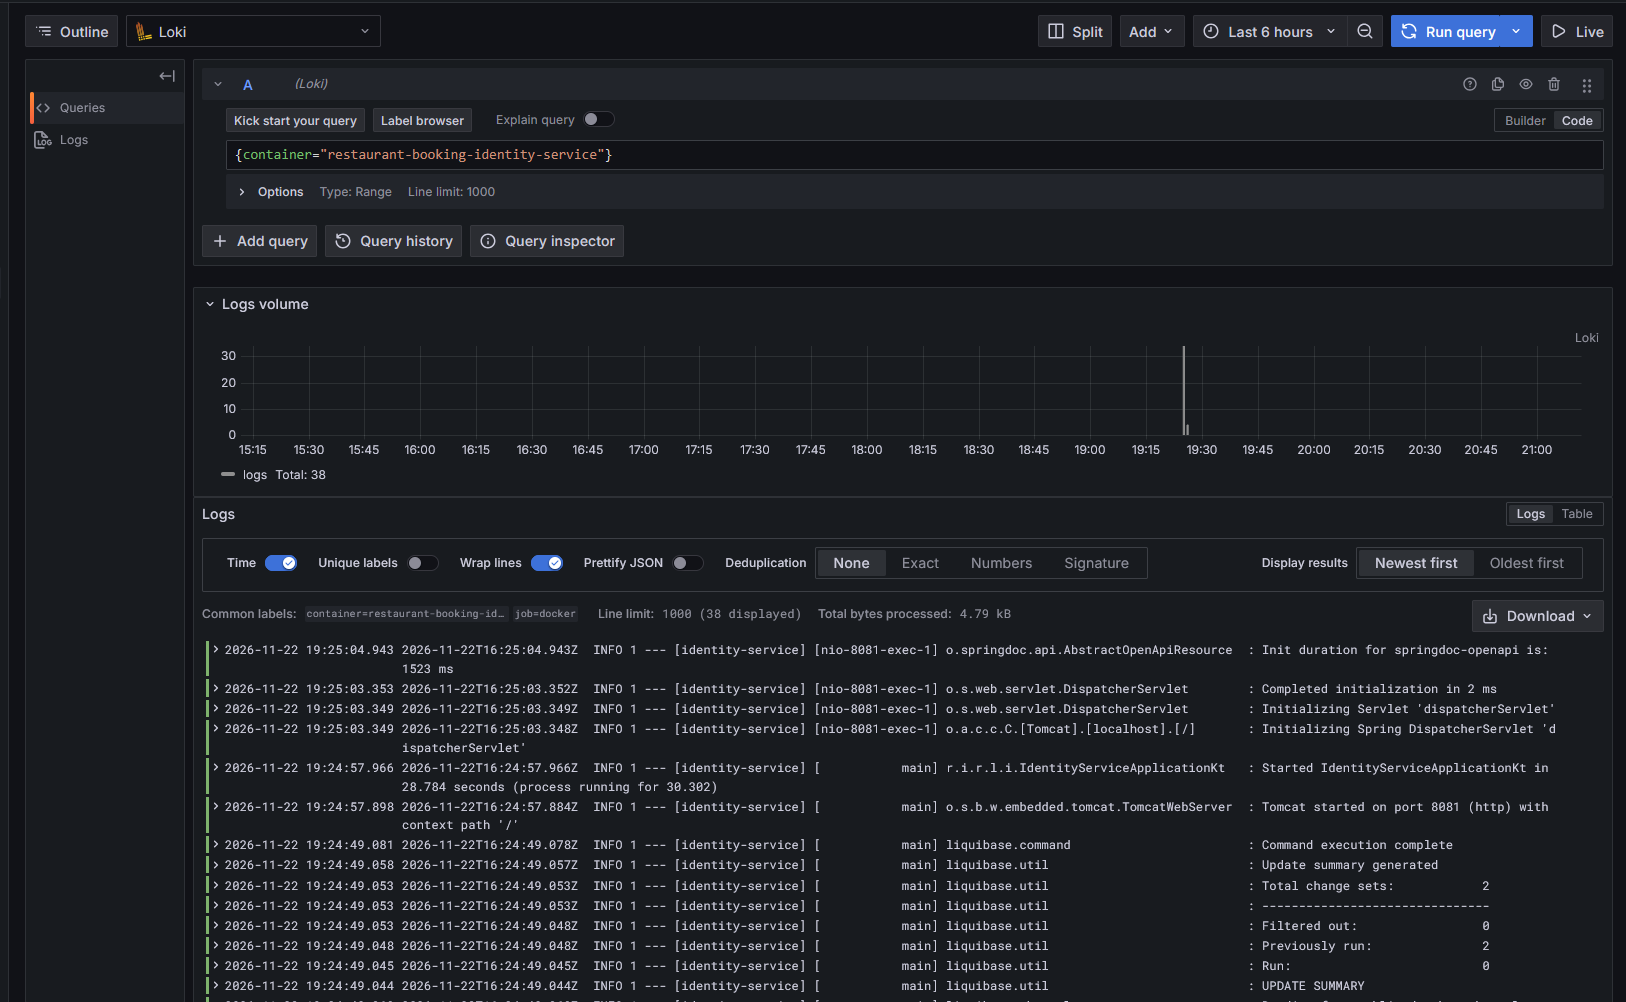 Outline
Loki
Split
Add
Last 6 hours
Run query
Live
Queries
Logs
A (Loki)
Kick start your query
Label browser
Explain query
Builder
Code
{container="restaurant-booking-identity-service"}
Options Type: Range Line limit: 1000
Add query
Query history
Query inspector
Logs volume
Loki
30
20
10
0
15:15 15:30 15:45 16:00 16:15 16:30 16:45 17:00 17:15 17:30 17:45 18:00 18:15 18:30 18:45 19:00 19:15 19:30 19:45 20:00 20:15 20:30 20:45 21:00
logs Total: 38
Logs
Logs Table
Time Unique labels Wrap lines Prettify JSON Deduplication None Exact Numbers Signature Display results Newest first Oldest first
Common labels: container=restaurant-booking-id… job=docker Line limit: 1000 (38 displayed) Total bytes processed: 4.79 kB
Download
2026-11-22 19:25:04.943 2026-11-22T16:25:04.943Z INFO 1 --- [identity-service] [nio-8081-exec-1] o.springdoc.api.AbstractOpenApiResource : Init duration for springdoc-openapi is:
1523 ms
2026-11-22 19:25:03.353 2026-11-22T16:25:03.352Z INFO 1 --- [identity-service] [nio-8081-exec-1] o.s.web.servlet.DispatcherServlet : Completed initialization in 2 ms
2026-11-22 19:25:03.349 2026-11-22T16:25:03.349Z INFO 1 --- [identity-service] [nio-8081-exec-1] o.s.web.servlet.DispatcherServlet : Initializing Servlet 'dispatcherServlet'
2026-11-22 19:25:03.349 2026-11-22T16:25:03.348Z INFO 1 --- [identity-service] [nio-8081-exec-1] o.a.c.c.C.[Tomcat].[localhost].[/] : Initializing Spring DispatcherServlet 'd
ispatcherServlet'
2026-11-22 19:24:57.966 2026-11-22T16:24:57.966Z INFO 1 --- [identity-service] [ main] r.i.r.l.i.IdentityServiceApplicationKt : Started IdentityServiceApplicationKt in
28.784 seconds (process running for 30.302)
2026-11-22 19:24:57.898 2026-11-22T16:24:57.884Z INFO 1 --- [identity-service] [ main] o.s.b.w.embedded.tomcat.TomcatWebServer : Tomcat started on port 8081 (http) with
context path '/'
2026-11-22 19:24:49.081 2026-11-22T16:24:49.078Z INFO 1 --- [identity-service] [ main] liquibase.command : Command execution complete
2026-11-22 19:24:49.058 2026-11-22T16:24:49.057Z INFO 1 --- [identity-service] [ main] liquibase.util : Update summary generated
2026-11-22 19:24:49.053 2026-11-22T16:24:49.053Z INFO 1 --- [identity-service] [ main] liquibase.util : Total change sets: 2
2026-11-22 19:24:49.053 2026-11-22T16:24:49.053Z INFO 1 --- [identity-service] [ main] liquibase.util : -------------------------------
2026-11-22 19:24:49.053 2026-11-22T16:24:49.048Z INFO 1 --- [identity-service] [ main] liquibase.util : Filtered out: 0
2026-11-22 19:24:49.048 2026-11-22T16:24:49.048Z INFO 1 --- [identity-service] [ main] liquibase.util : Previously run: 2
2026-11-22 19:24:49.045 2026-11-22T16:24:49.045Z INFO 1 --- [identity-service] [ main] liquibase.util : Run: 0
2026-11-22 19:24:49.044 2026-11-22T16:24:49.044Z INFO 1 --- [identity-service] [ main] liquibase.util : UPDATE SUMMARY